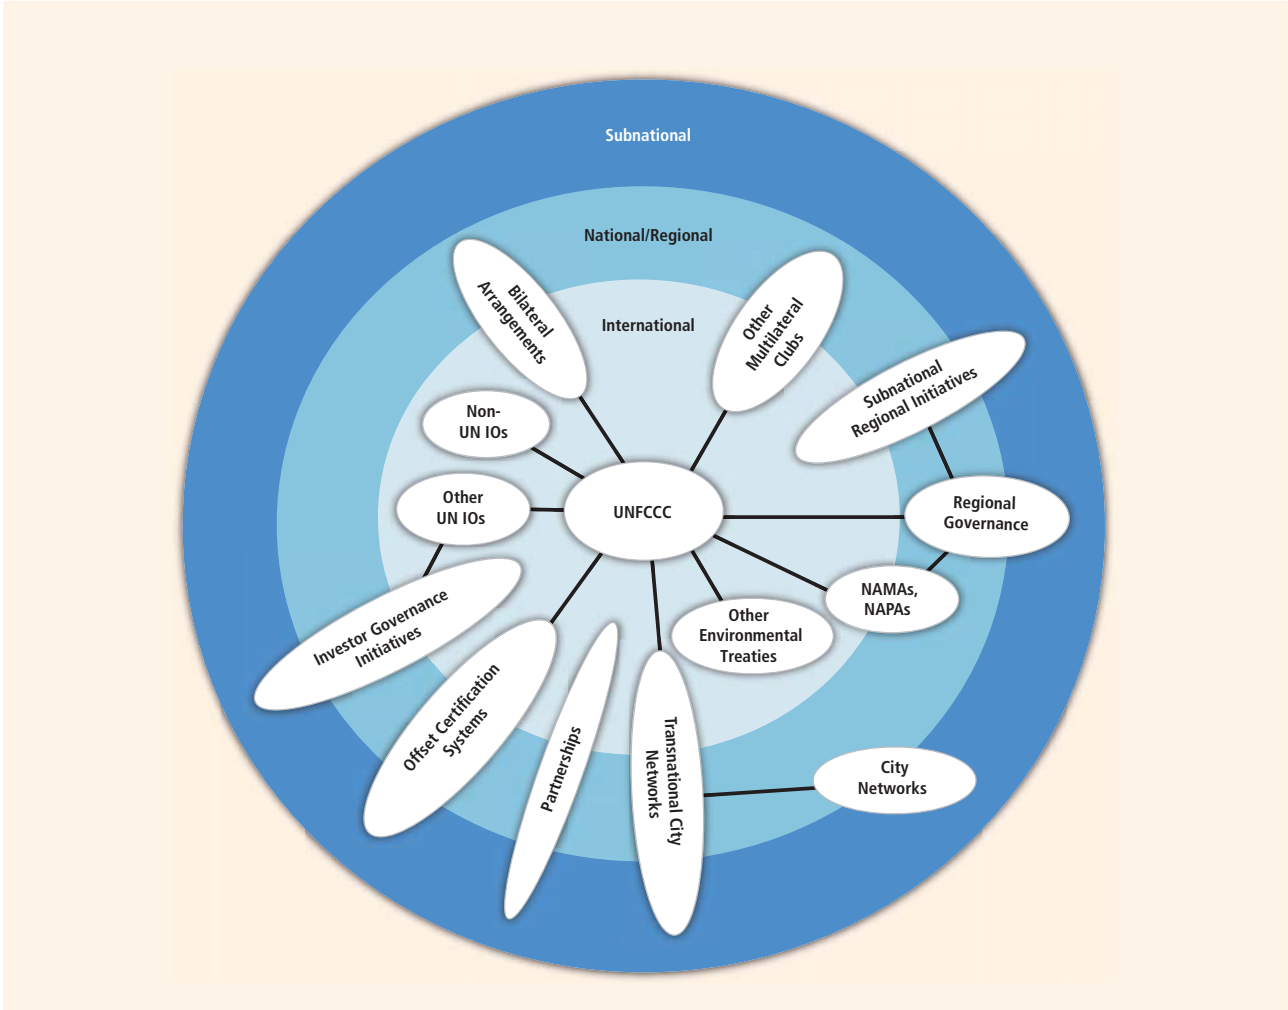 Subnational
National/Regional
International
Bilateral
Arrangements
Other
Multilateral
Clubs
Subnational
Regional Initiatives
Non-
UN IOs
Other
UN IOs
UNFCCC
Regional
Governance
NAMAs,
NAPAs
Other
Environmental
Treaties
Investor Governance
Initiatives
Offset Certification
Systems
Partnerships
Transnational City
Networks
City
Networks